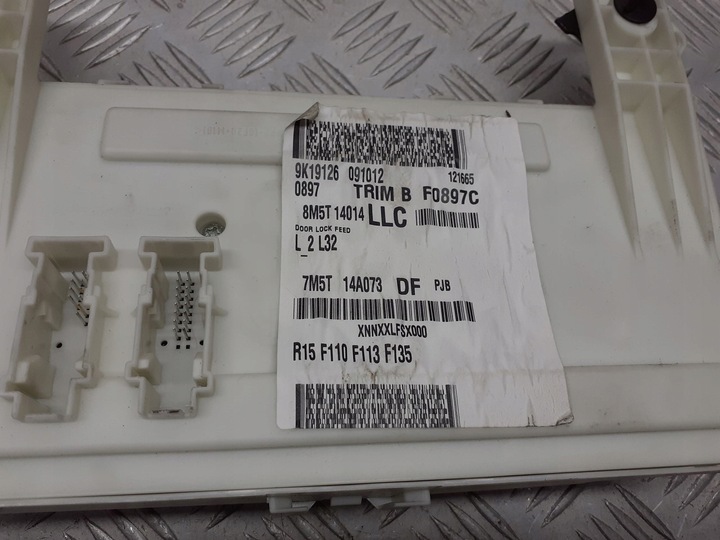 9K19126 091012 121665
0897 TRIM B F0897C
8M5T 14014 LLC
DOOR LOCK FEED
L_2 L32
7M5T 14A073 DF PJB
XNNXXLFSX000
R15 F110 F113 F135